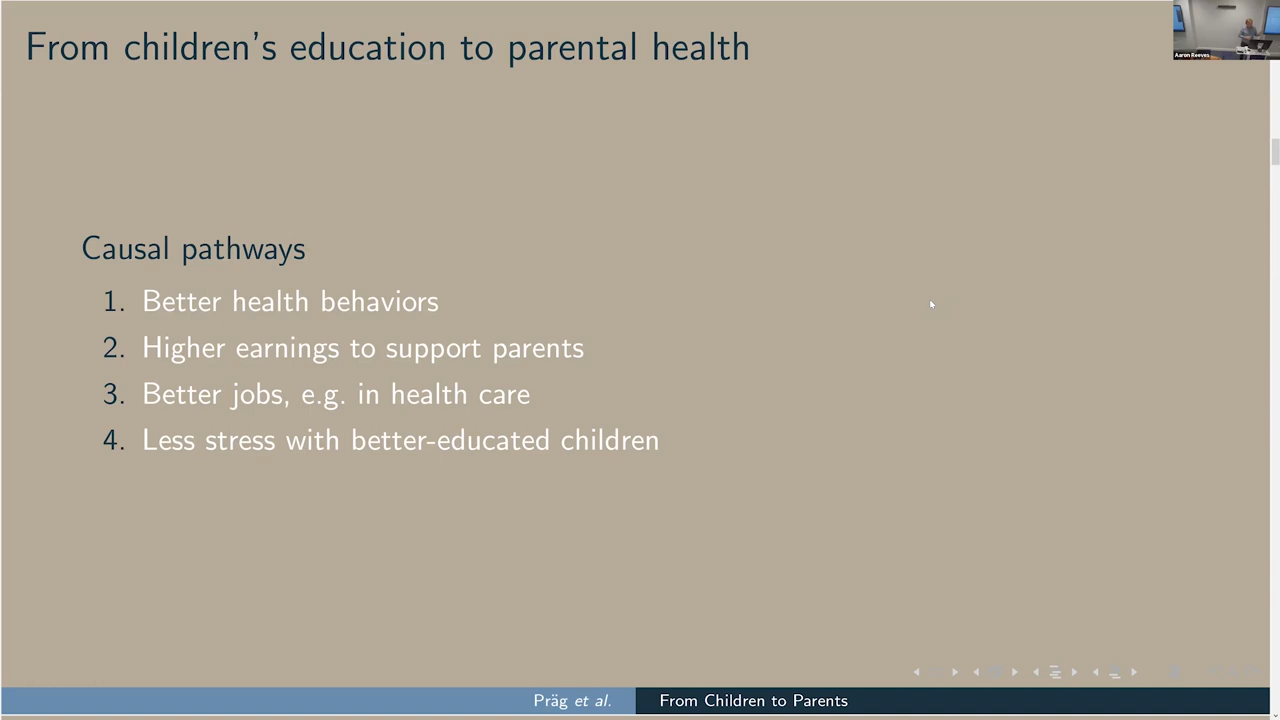 From children's education to parental health
Aaron Reeves
Causal pathways
1. Better health behaviors
2. Higher earnings to support parents
3. Better jobs, e.g. in health care
4. Less stress with better-educated children
Präg et al.
From Children to Parents